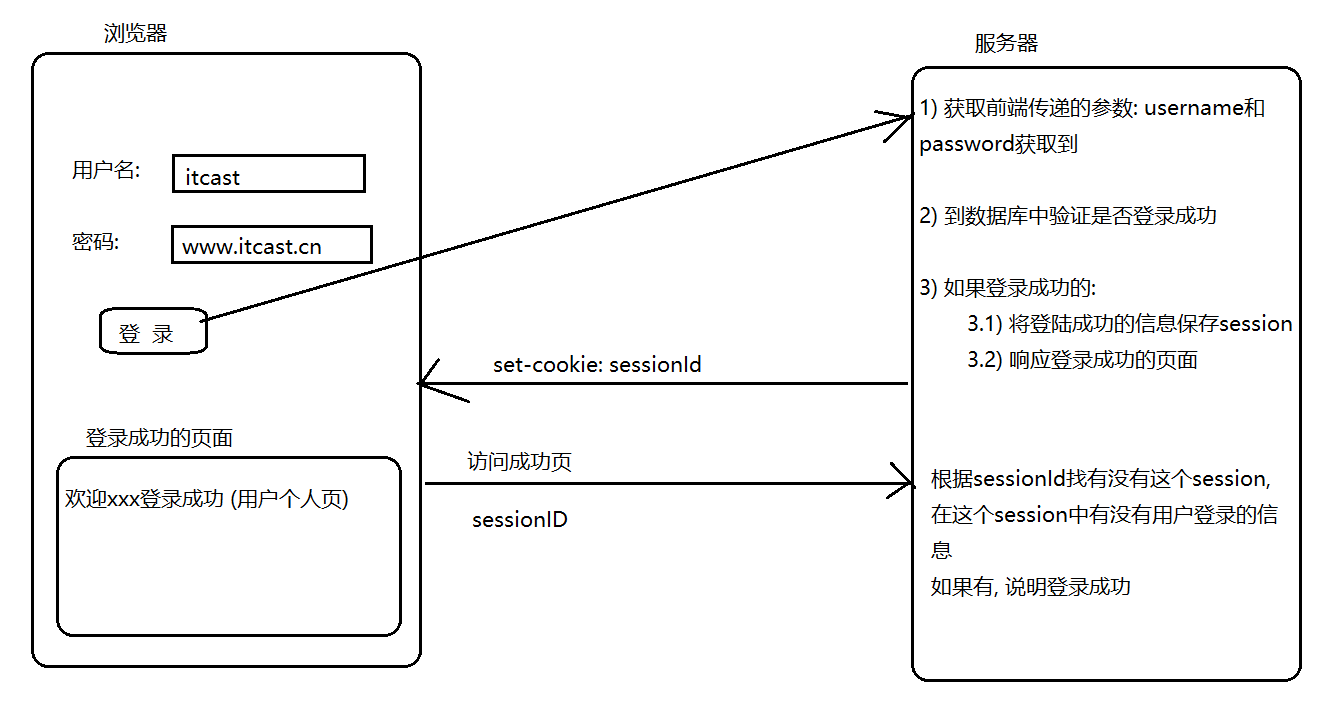 浏览器
用户名:
itcast
密码:
www.itcast.cn
登 录
登录成功的页面
欢迎xxx登录成功 (用户个人页)
set-cookie: sessionId
访问成功页
sessionID
服务器
1) 获取前端传递的参数: username和
password获取到
2) 到数据库中验证是否登录成功
3) 如果登录成功的:
3.1) 将登陆成功的信息保存session
3.2) 响应登录成功的页面
根据sessionId找有没有这个session,
在这个session中有没有用户登录的信
息
如果有, 说明登录成功